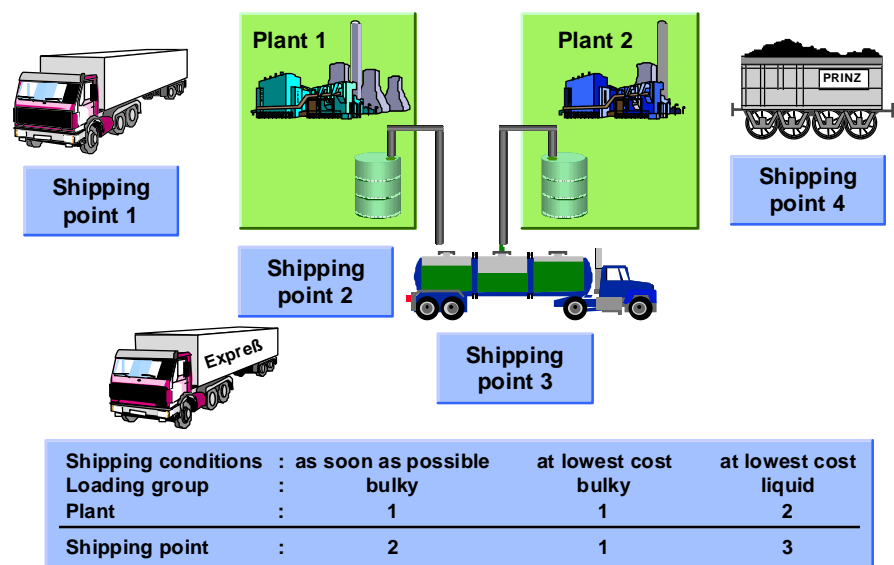 Plant 1
Plant 2
PRINZ
Shipping
point 1
Shipping
point 4
Shipping
point 2
Expreß
Shipping
point 3
Shipping conditions : as soon as possible at lowest cost at lowest cost
Loading group : bulky bulky liquid
Plant : 1 1 2
Shipping point : 2 1 3